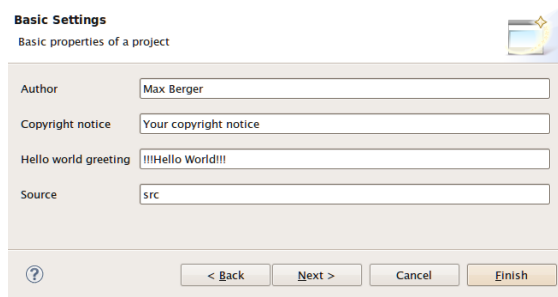 Basic Settings
Basic properties of a project
Author Max Berger
Copyright notice Your copyright notice
Hello world greeting !!!Hello World!!!
Source src
? < Back Next > Cancel Finish